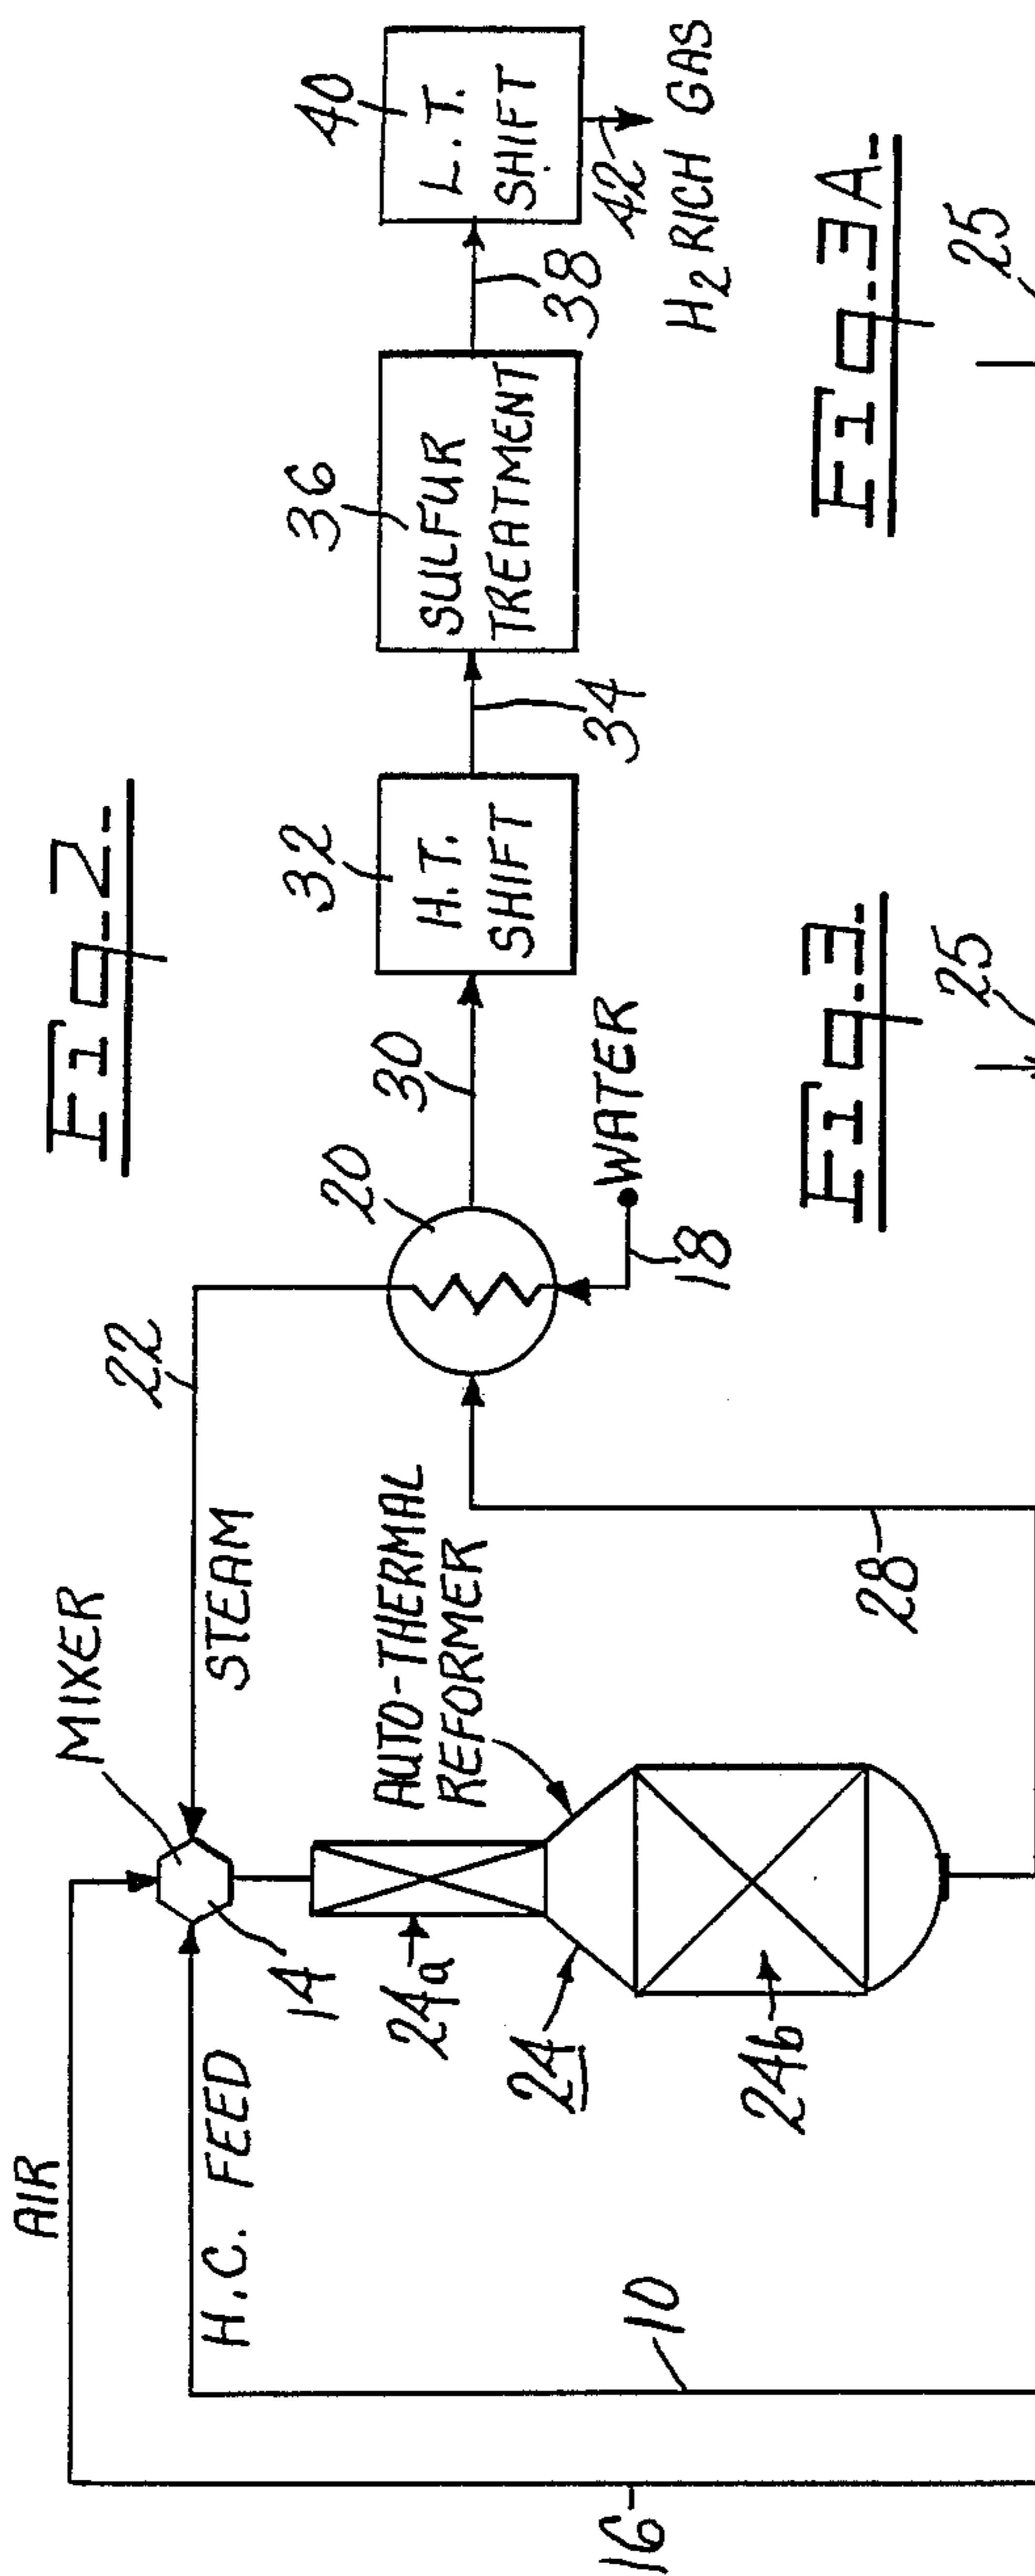 Fig. 2
AIR
MIXER
22
STEAM
H.C. FEED
14
20
30
32
H.T.
SHIFT
36
SULFUR
TREATMENT
40
L.T.
SHIFT
34
38
42
H2 RICH GAS
WATER
18
AUTO-THERMAL
REFORMER
24a
24
24b
28
10
16
Fig. 3
25
Fig. 3A
25